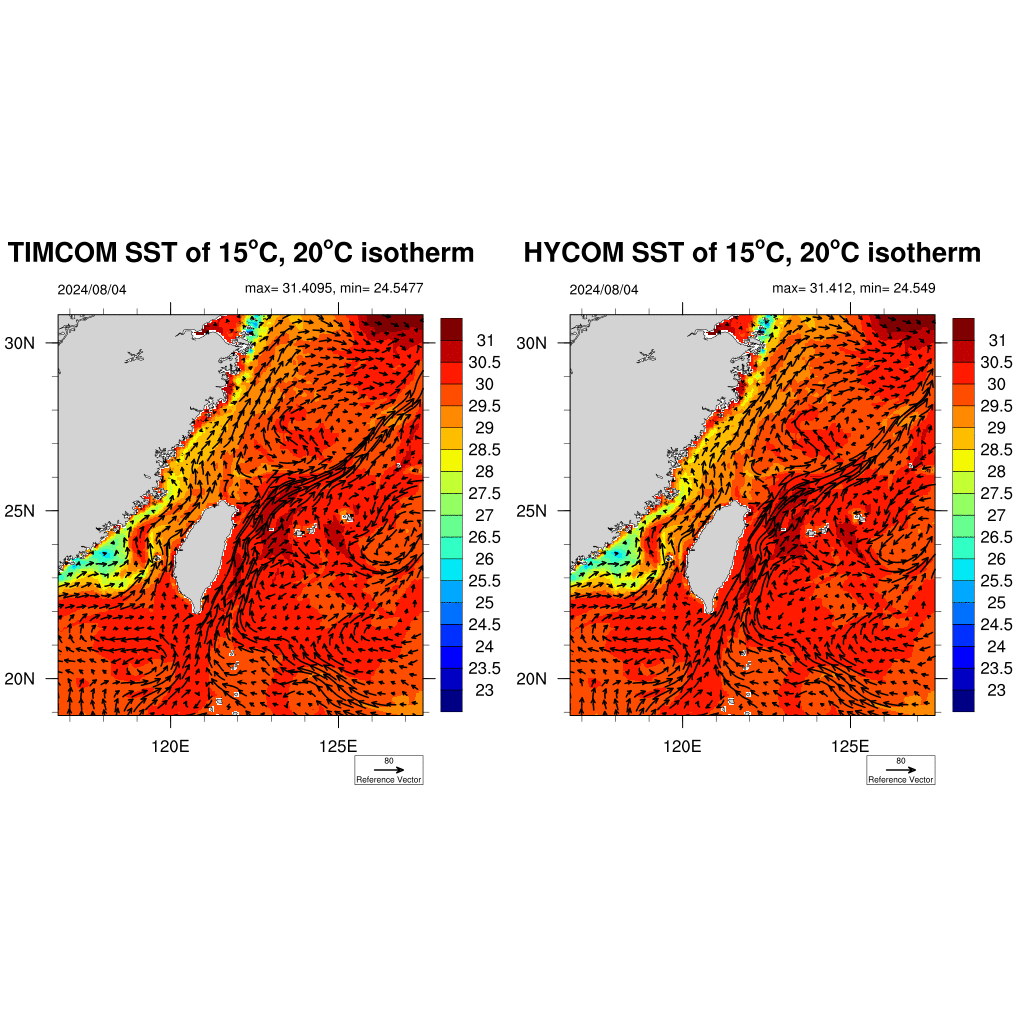 TIMCOM SST of 15°C, 20°C isotherm
2024/08/04 max= 31.4095, min= 24.5477
30N
25N
20N
120E 125E
31
30.5
30
29.5
29
28.5
28
27.5
27
26.5
26
25.5
25
24.5
24
23.5
23
80
Reference Vector
HYCOM SST of 15°C, 20°C isotherm
2024/08/04 max= 31.412, min= 24.549
30N
25N
20N
120E 125E
31
30.5
30
29.5
29
28.5
28
27.5
27
26.5
26
25.5
25
24.5
24
23.5
23
80
Reference Vector